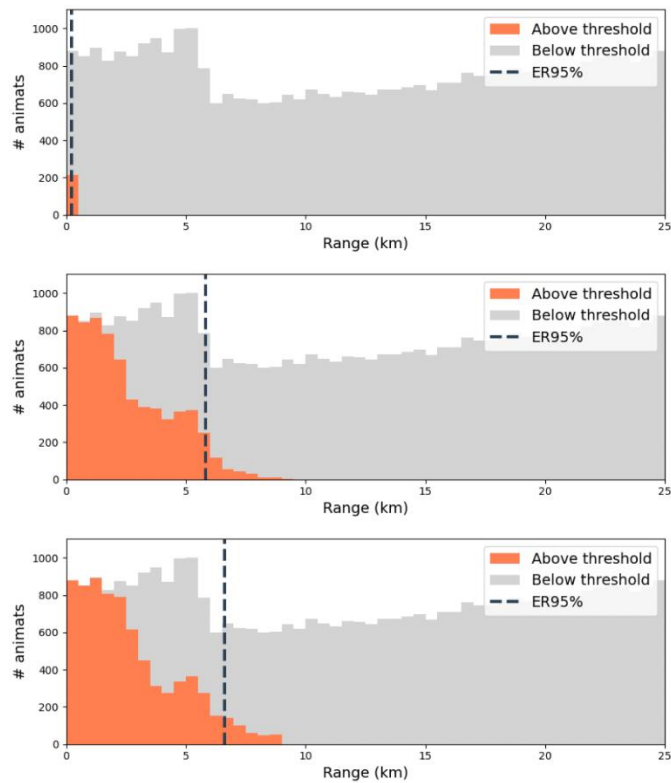 1000
800
600
400
200
0
# animats
Above threshold
Below threshold
ER95%
0 5 10 15 20 25
Range (km)
1000
800
600
400
200
0
# animats
Above threshold
Below threshold
ER95%
0 5 10 15 20 25
Range (km)
1000
800
600
400
200
0
# animats
Above threshold
Below threshold
ER95%
0 5 10 15 20 25
Range (km)